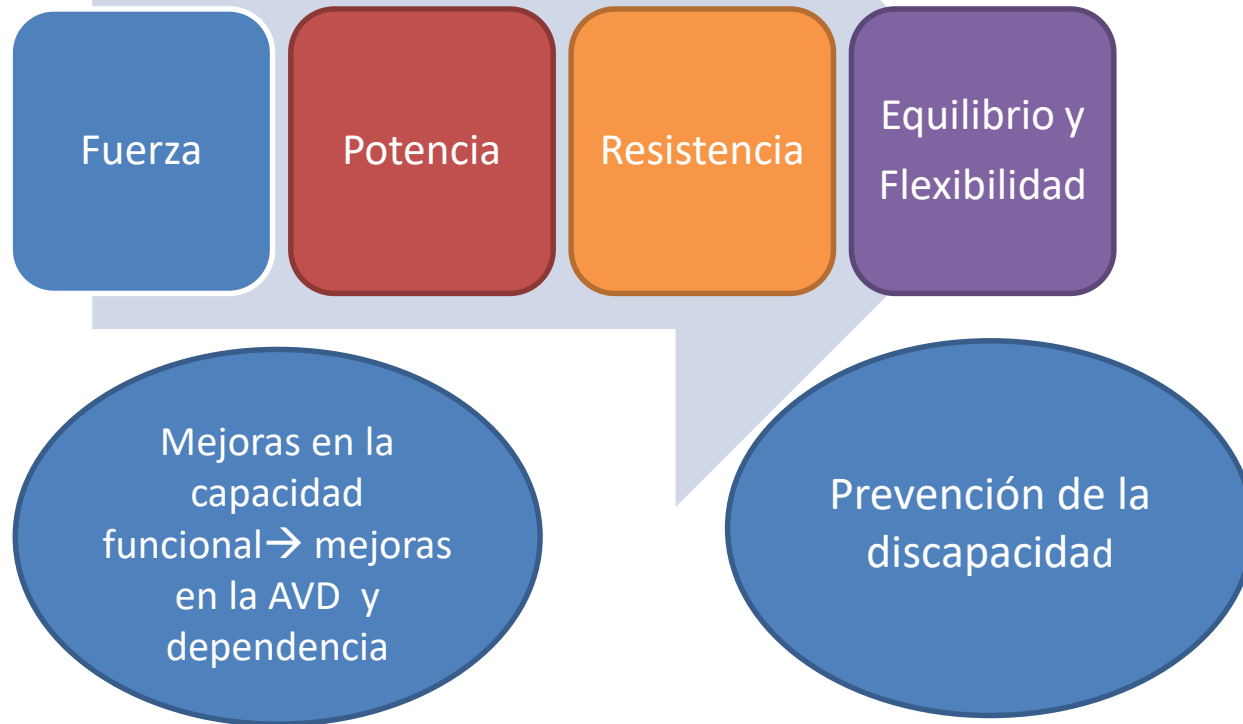 Fuerza
Potencia
Resistencia
Equilibrio y
Flexibilidad
Mejoras en la
capacidad
funcional→ mejoras
en la AVD y
dependencia
Prevención de la
discapacidad